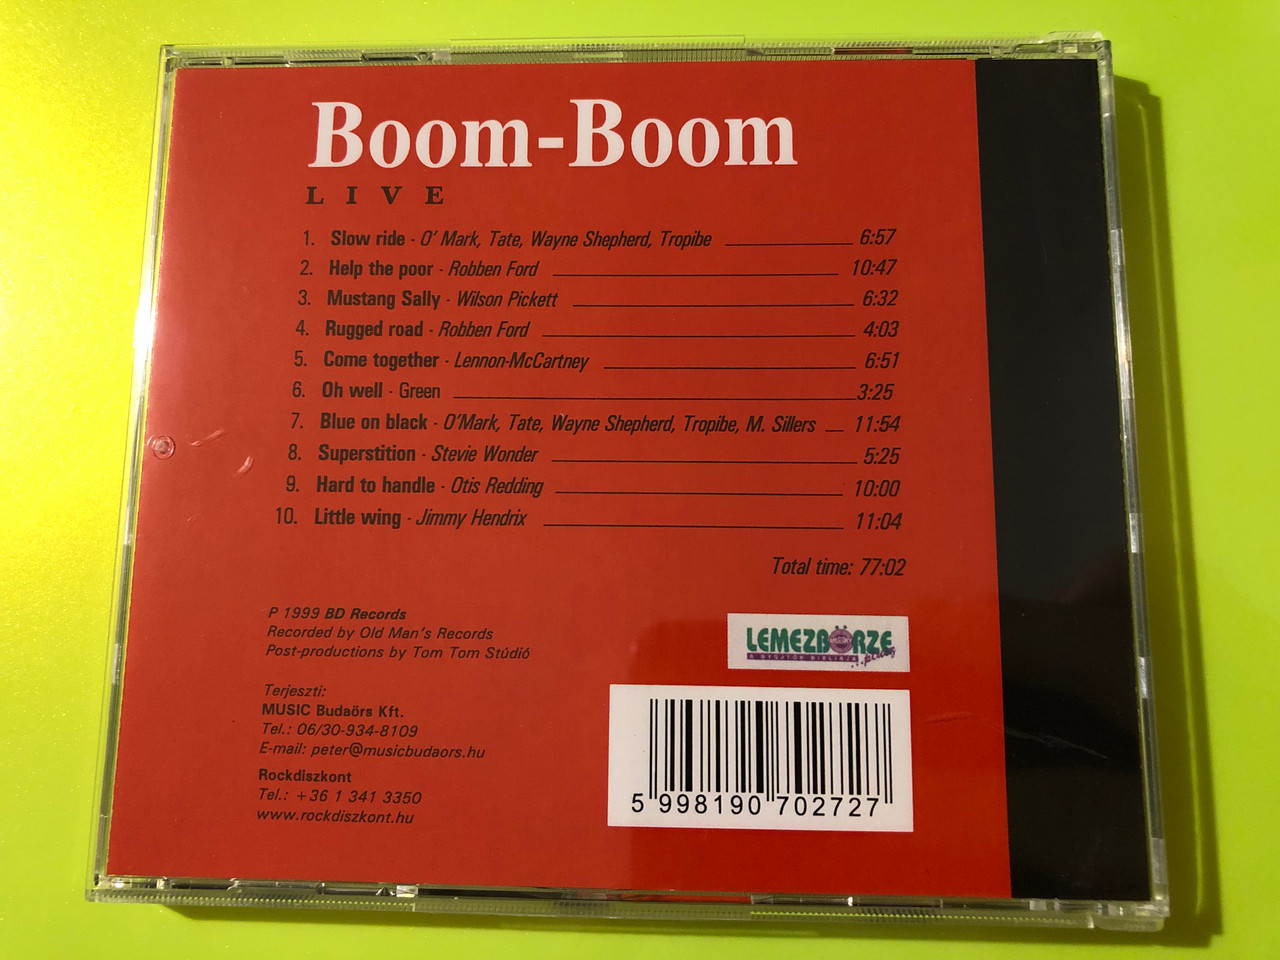 Boom-Boom
LIVE
1. Slow ride - O' Mark, Tate, Wayne Shepherd, Tropibe 6:57
2. Help the poor - Robben Ford 10:47
3. Mustang Sally - Wilson Pickett 6:32
4. Rugged road - Robben Ford 4:03
5. Come together - Lennon-McCartney 6:51
6. Oh well - Green 3:25
7. Blue on black - O'Mark, Tate, Wayne Shepherd, Tropibe, M. Sillers 11:54
8. Superstition - Stevie Wonder 5:25
9. Hard to handle - Otis Redding 10:00
10. Little wing - Jimmy Hendrix 11:04
Total time: 77:02
P 1999 BD Records
Recorded by Old Man's Records
Post-productions by Tom Tom Stúdió
LEMEZBÖRZE
A GYŰJTŐK BIBLIÁJA
Terjeszti:
MUSIC Budaörs Kft.
Tel.: 06/30-934-8109
E-mail: peter@musicbudaors.hu
Rockdiszkont
Tel.: +36 1 341 3350
www.rockdiszkont.hu
5 998190 702727